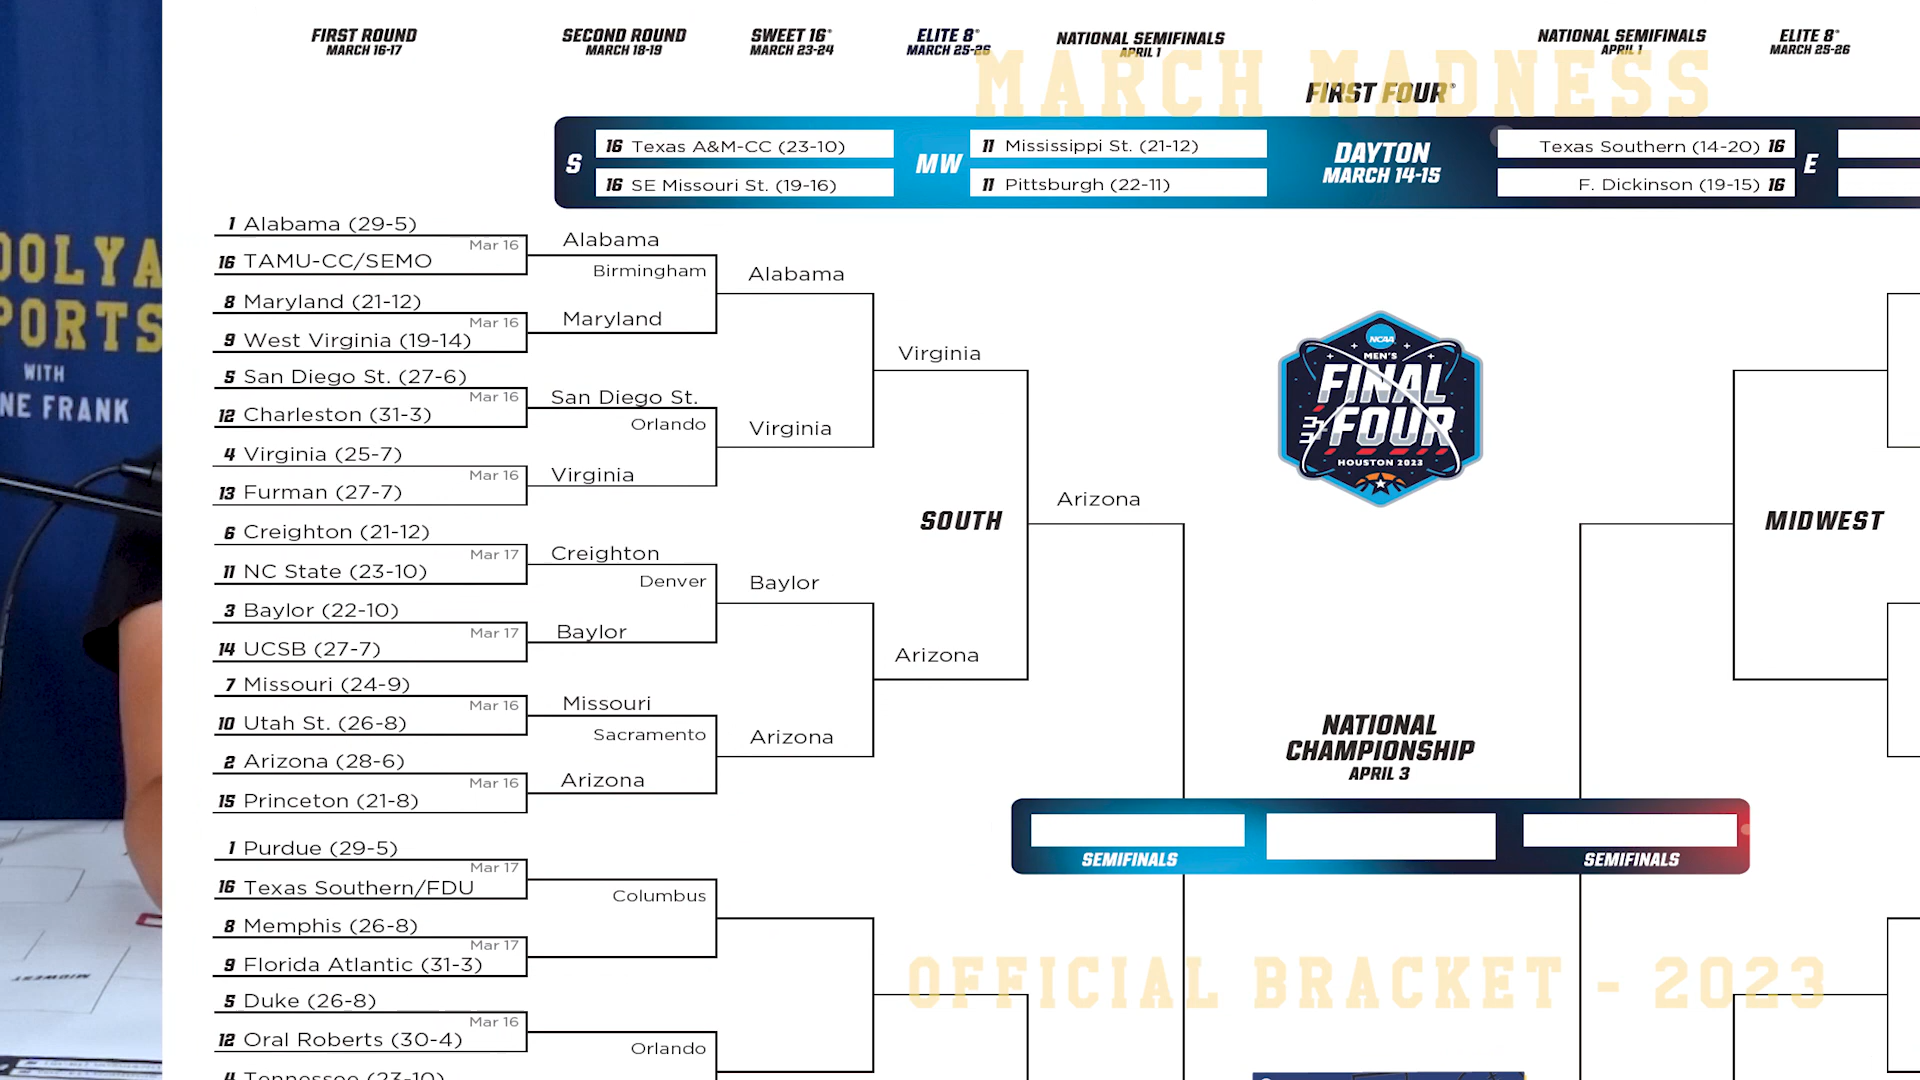 FIRST ROUND
MARCH 16-17
SECOND ROUND
MARCH 18-19
SWEET 16®
MARCH 23-24
ELITE 8®
MARCH 25-26
NATIONAL SEMIFINALS
APRIL 1
NATIONAL SEMIFINALS
APRIL 1
ELITE 8®
MARCH 25-26
MARCH MADNESS
FIRST FOUR®
S
16 Texas A&M-CC (23-10)
16 SE Missouri St. (19-16)
MW
11 Mississippi St. (21-12)
11 Pittsburgh (22-11)
DAYTON
MARCH 14-15
Texas Southern (14-20) 16
F. Dickinson (19-15) 16
E
1 Alabama (29-5)
Mar 16
16 TAMU-CC/SEMO
8 Maryland (21-12)
Mar 16
9 West Virginia (19-14)
5 San Diego St. (27-6)
Mar 16
12 Charleston (31-3)
4 Virginia (25-7)
Mar 16
13 Furman (27-7)
6 Creighton (21-12)
Mar 17
11 NC State (23-10)
3 Baylor (22-10)
Mar 17
14 UCSB (27-7)
7 Missouri (24-9)
Mar 16
10 Utah St. (26-8)
2 Arizona (28-6)
Mar 16
15 Princeton (21-8)
Alabama
Birmingham
Maryland
San Diego St.
Orlando
Virginia
Creighton
Denver
Baylor
Missouri
Sacramento
Arizona
Alabama
Virginia
Baylor
Arizona
Virginia
SOUTH
Arizona
Arizona
NCAA
MEN'S
FINAL
FOUR
HOUSTON 2023
MIDWEST
NATIONAL
CHAMPIONSHIP
APRIL 3
SEMIFINALS
SEMIFINALS
1 Purdue (29-5)
Mar 17
16 Texas Southern/FDU
8 Memphis (26-8)
Mar 17
9 Florida Atlantic (31-3)
5 Duke (26-8)
Mar 16
12 Oral Roberts (30-4)
4 Tennessee (23-10)
Columbus
Orlando
OFFICIAL BRACKET - 2023
OOLYA
PORTS
WITH
NE FRANK
MIDWEST